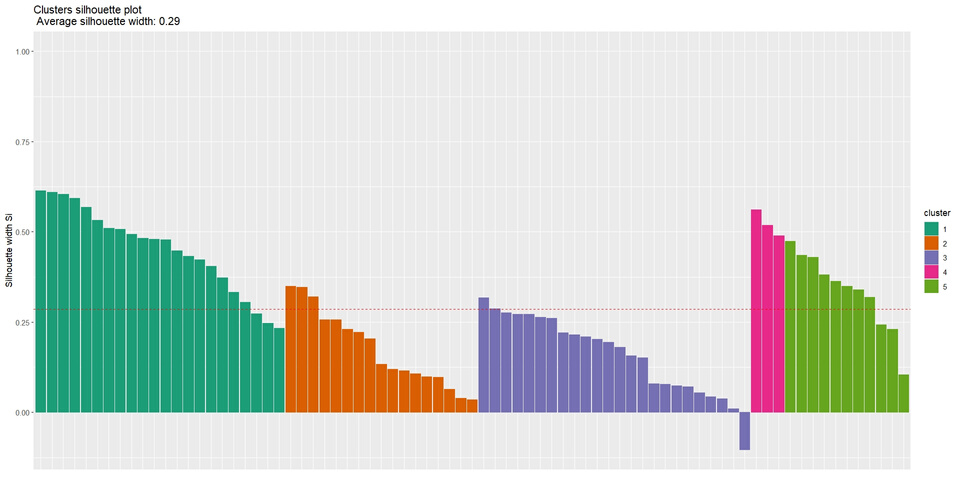 Clusters silhouette plot
Average silhouette width: 0.29
1.00
0.75
0.50
0.25
0.00
Silhouette width Si
cluster
1
2
3
4
5